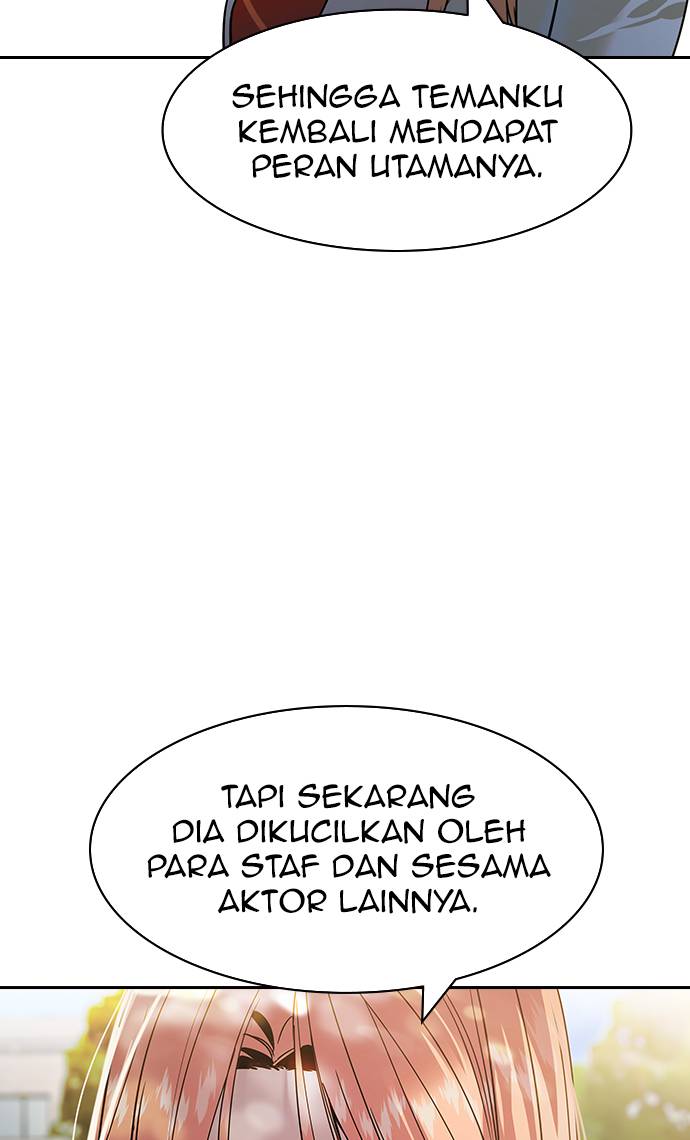 SEHINGGA TEMANKU
KEMBALI MENDAPAT
PERAN UTAMANYA.
TAPI SEKARANG
DIA DIKUCILKAN OLEH
PARA STAF DAN SESAMA
AKTOR LAINNYA.